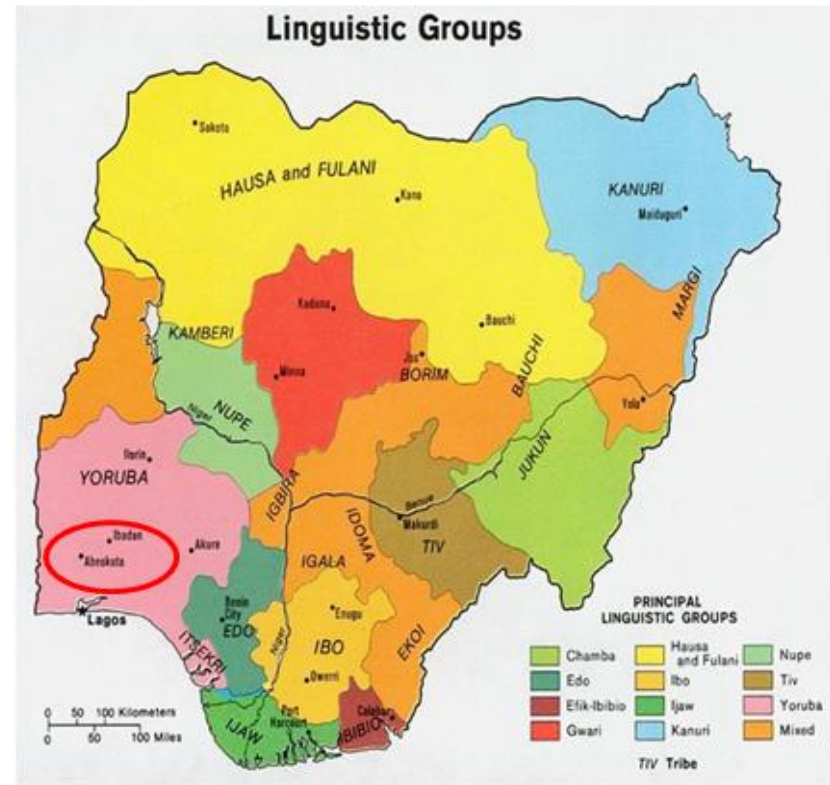 Linguistic Groups
Sokoto
HAUSA and FULANI
Kano
KANURI
Maiduguri
MARGI
Kaduna
Bauchi
KAMBERI
Jos
BORIM
BAUCHI
Minna
Yola
NUPE
Niger
Ilorin
YORUBA
JUKUN
IGBIRA
Benue
Makurdi
IDOMA
TIV
Ibadan
Abeokuta
Akure
IGALA
Benin
City
EDO
Enugu
Lagos
ITSEKRI
Niger
IBO
EKOI
Owerri
Port
Harcourt
Calabar
IJAW
IBIBIO
0 50 100 Kilometers
0 50 100 Miles
PRINCIPAL
LINGUISTIC GROUPS
Chamba
Hausa
and Fulani
Nupe
Edo
Ibo
Tiv
Efik-Ibibio
Ijaw
Yoruba
Gwari
Kanuri
Mixed
TIV Tribe